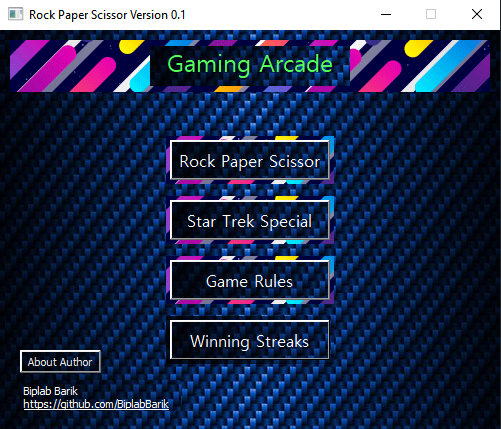 Rock Paper Scissor Version 0.1
Gaming Arcade
Rock Paper Scissor
Star Trek Special
Game Rules
Winning Streaks
About Author
Biplab Barik
https://github.com/BiplabBarik